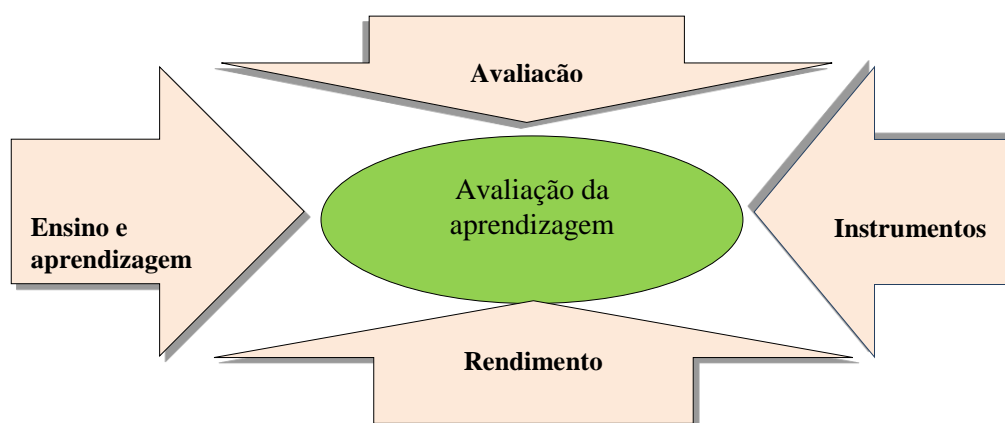 Avaliacão
Avaliação da
aprendizagem
Ensino e
aprendizagem
Instrumentos
Rendimento